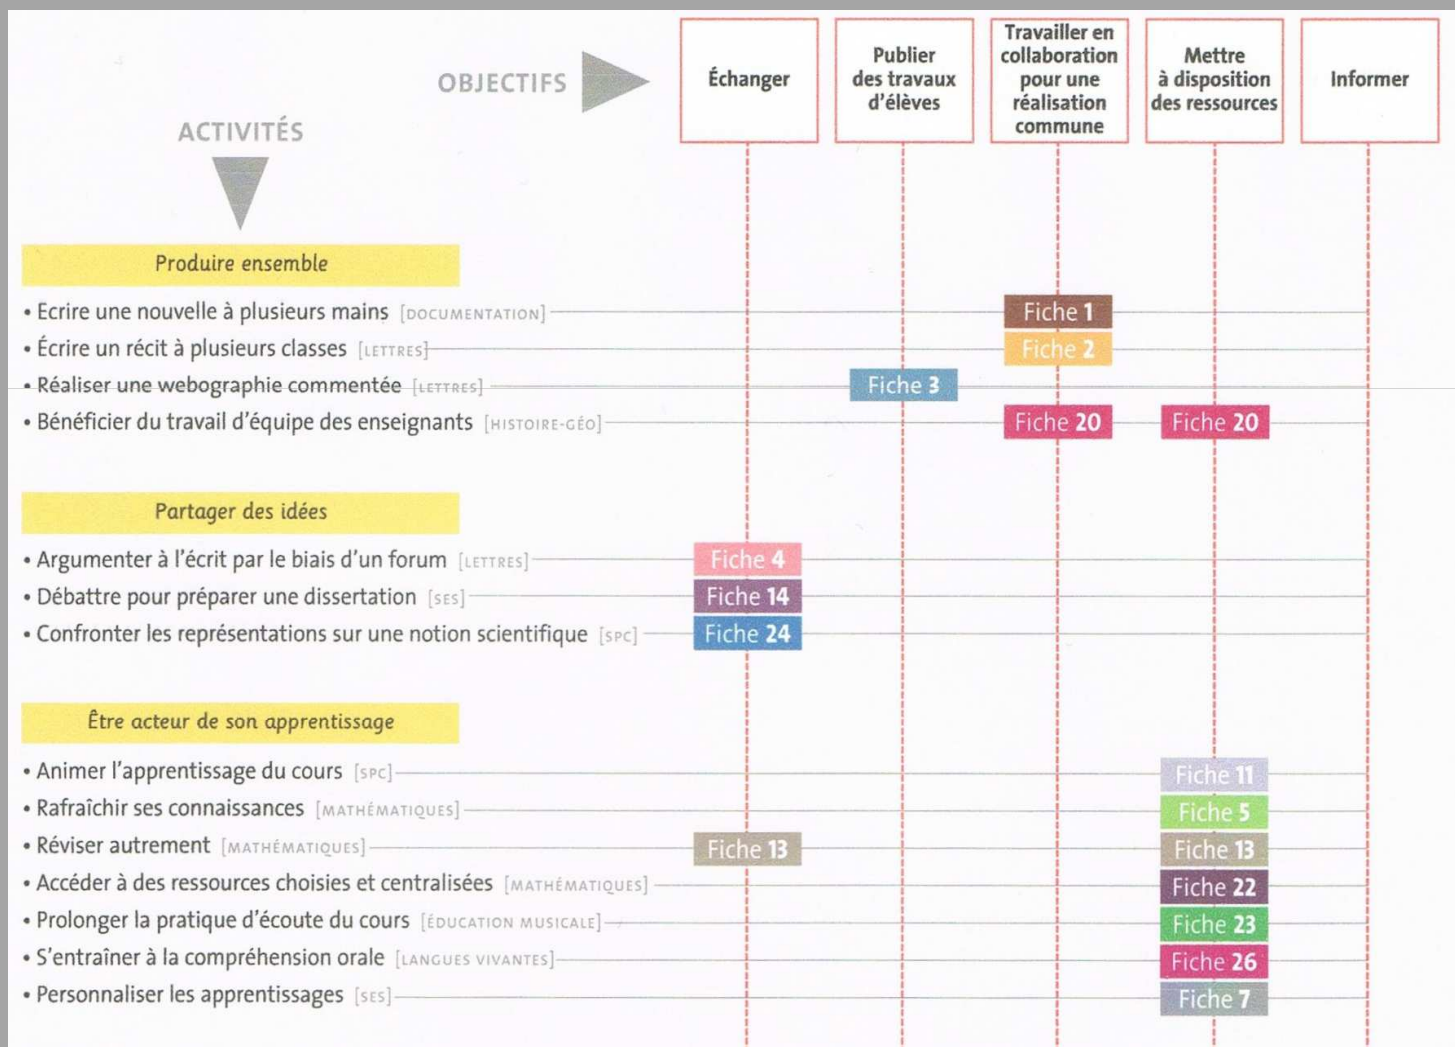 OBJECTIFS
ACTIVITÉS
Échanger
Publier
des travaux
d'élèves
Travailler en
collaboration
pour une
réalisation
commune
Mettre
à disposition
des ressources
Informer
Produire ensemble
• Ecrire une nouvelle à plusieurs mains [DOCUMENTATION] Fiche 1
• Écrire un récit à plusieurs classes [LETTRES] Fiche 2
• Réaliser une webographie commentée [LETTRES] Fiche 3
• Bénéficier du travail d'équipe des enseignants [HISTOIRE-GÉO] Fiche 20 Fiche 20
Partager des idées
• Argumenter à l'écrit par le biais d'un forum [LETTRES] Fiche 4
• Débattre pour préparer une dissertation [SES] Fiche 14
• Confronter les représentations sur une notion scientifique [SPC] Fiche 24
Être acteur de son apprentissage
• Animer l'apprentissage du cours [SPC] Fiche 11
• Rafraîchir ses connaissances [MATHÉMATIQUES] Fiche 5
• Réviser autrement [MATHÉMATIQUES] Fiche 13 Fiche 13
• Accéder à des ressources choisies et centralisées [MATHÉMATIQUES] Fiche 22
• Prolonger la pratique d'écoute du cours [ÉDUCATION MUSICALE] Fiche 23
• S'entraîner à la compréhension orale [LANGUES VIVANTES] Fiche 26
• Personnaliser les apprentissages [SES] Fiche 7